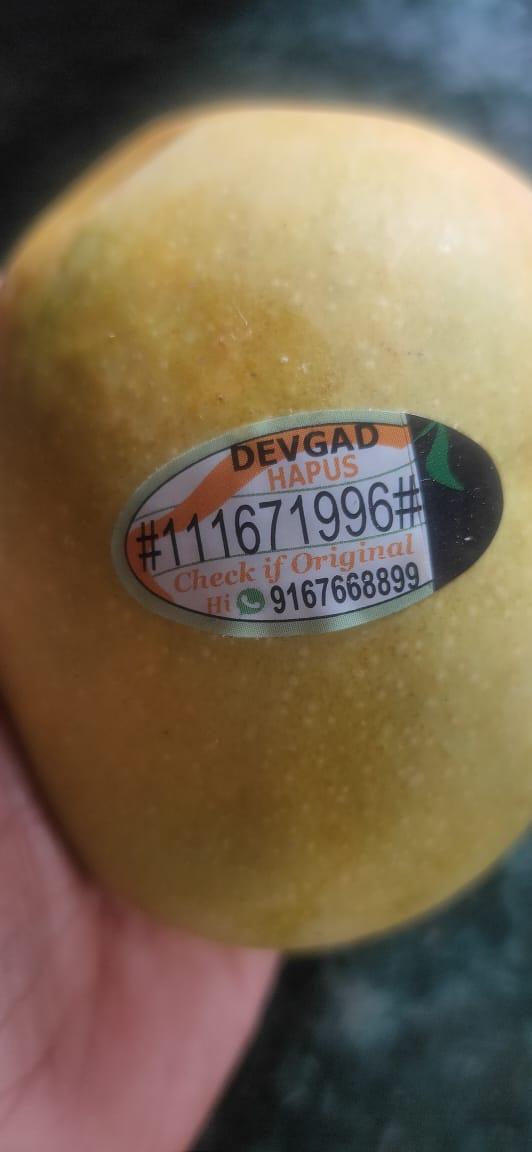 DEVGAD
HAPUS
#111671996#
Check if Original
Hi 9167668899